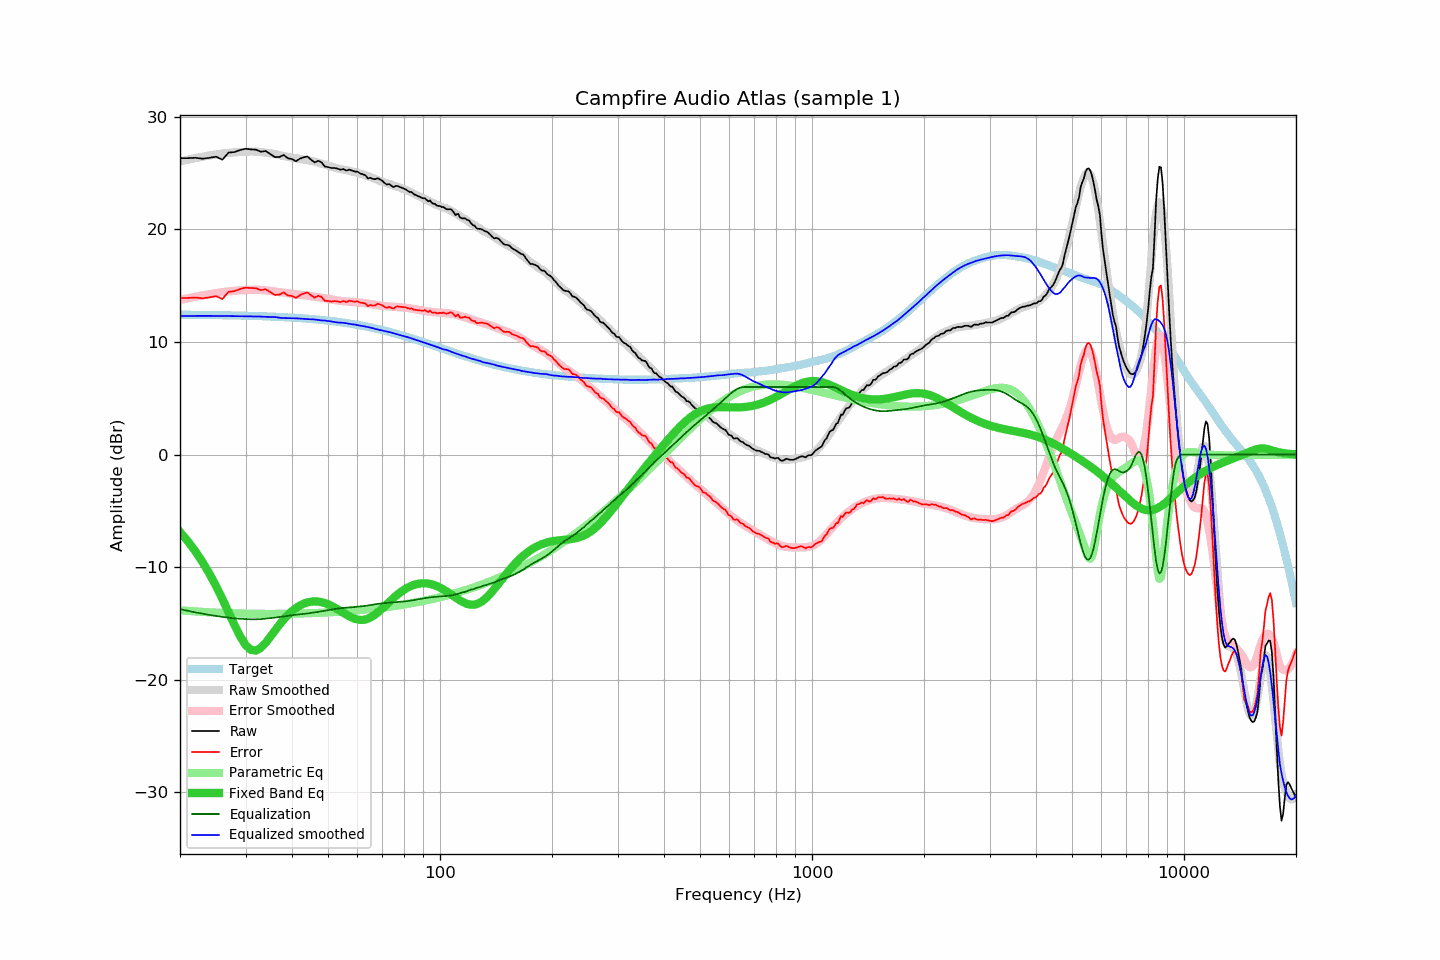 Campfire Audio Atlas (sample 1)
30
20
10
0
−10
−20
−30
Amplitude (dBr)
Target
Raw Smoothed
Error Smoothed
Raw
Error
Parametric Eq
Fixed Band Eq
Equalization
Equalized smoothed
100
1000
10000
Frequency (Hz)